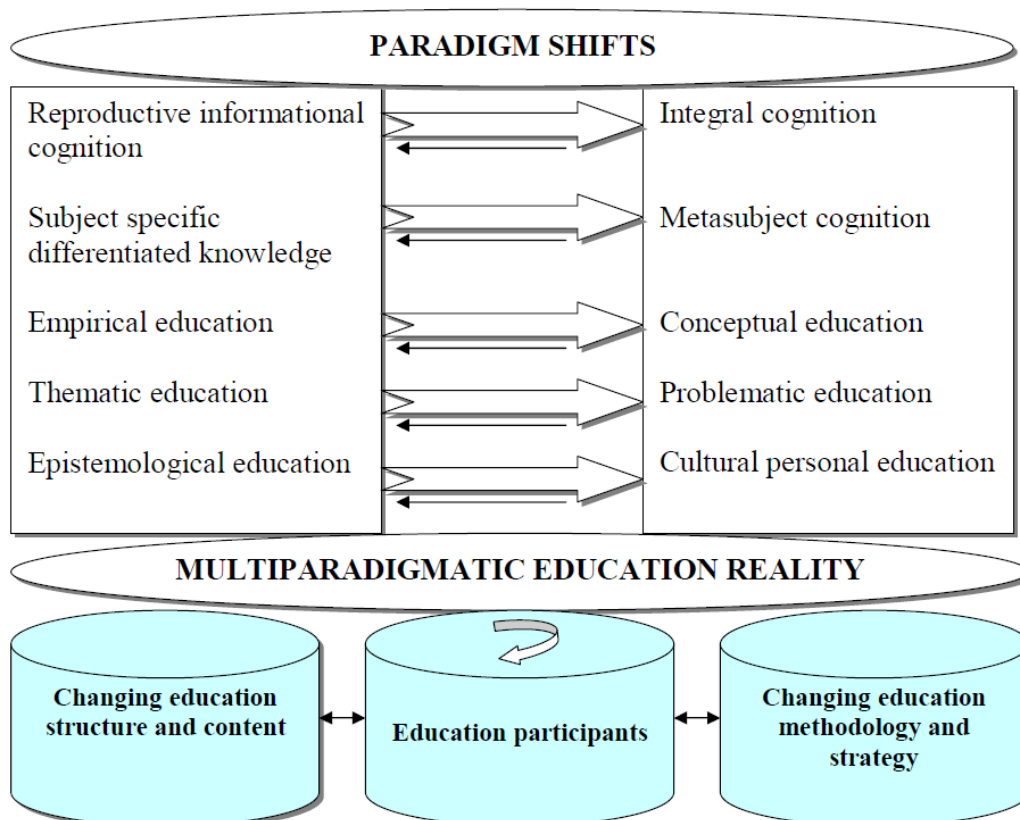 PARADIGM SHIFTS
Reproductive informational
cognition
Integral cognition
Subject specific
differentiated knowledge
Metasubject cognition
Empirical education
Conceptual education
Thematic education
Problematic education
Epistemological education
Cultural personal education
MULTIPARADIGMATIC EDUCATION REALITY
Changing education
structure and content
Education participants
Changing education
methodology and
strategy